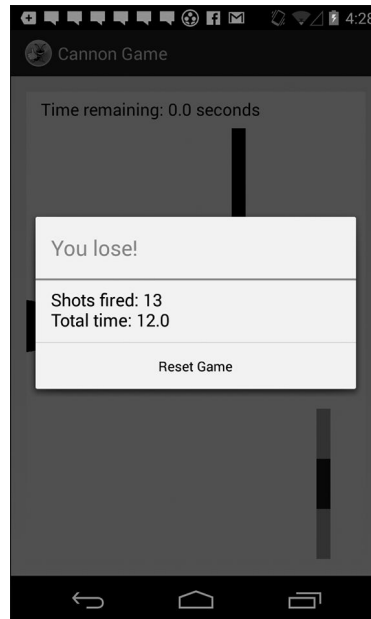 4:28
Cannon Game
Time remaining: 0.0 seconds
You lose!
Shots fired: 13
Total time: 12.0
Reset Game